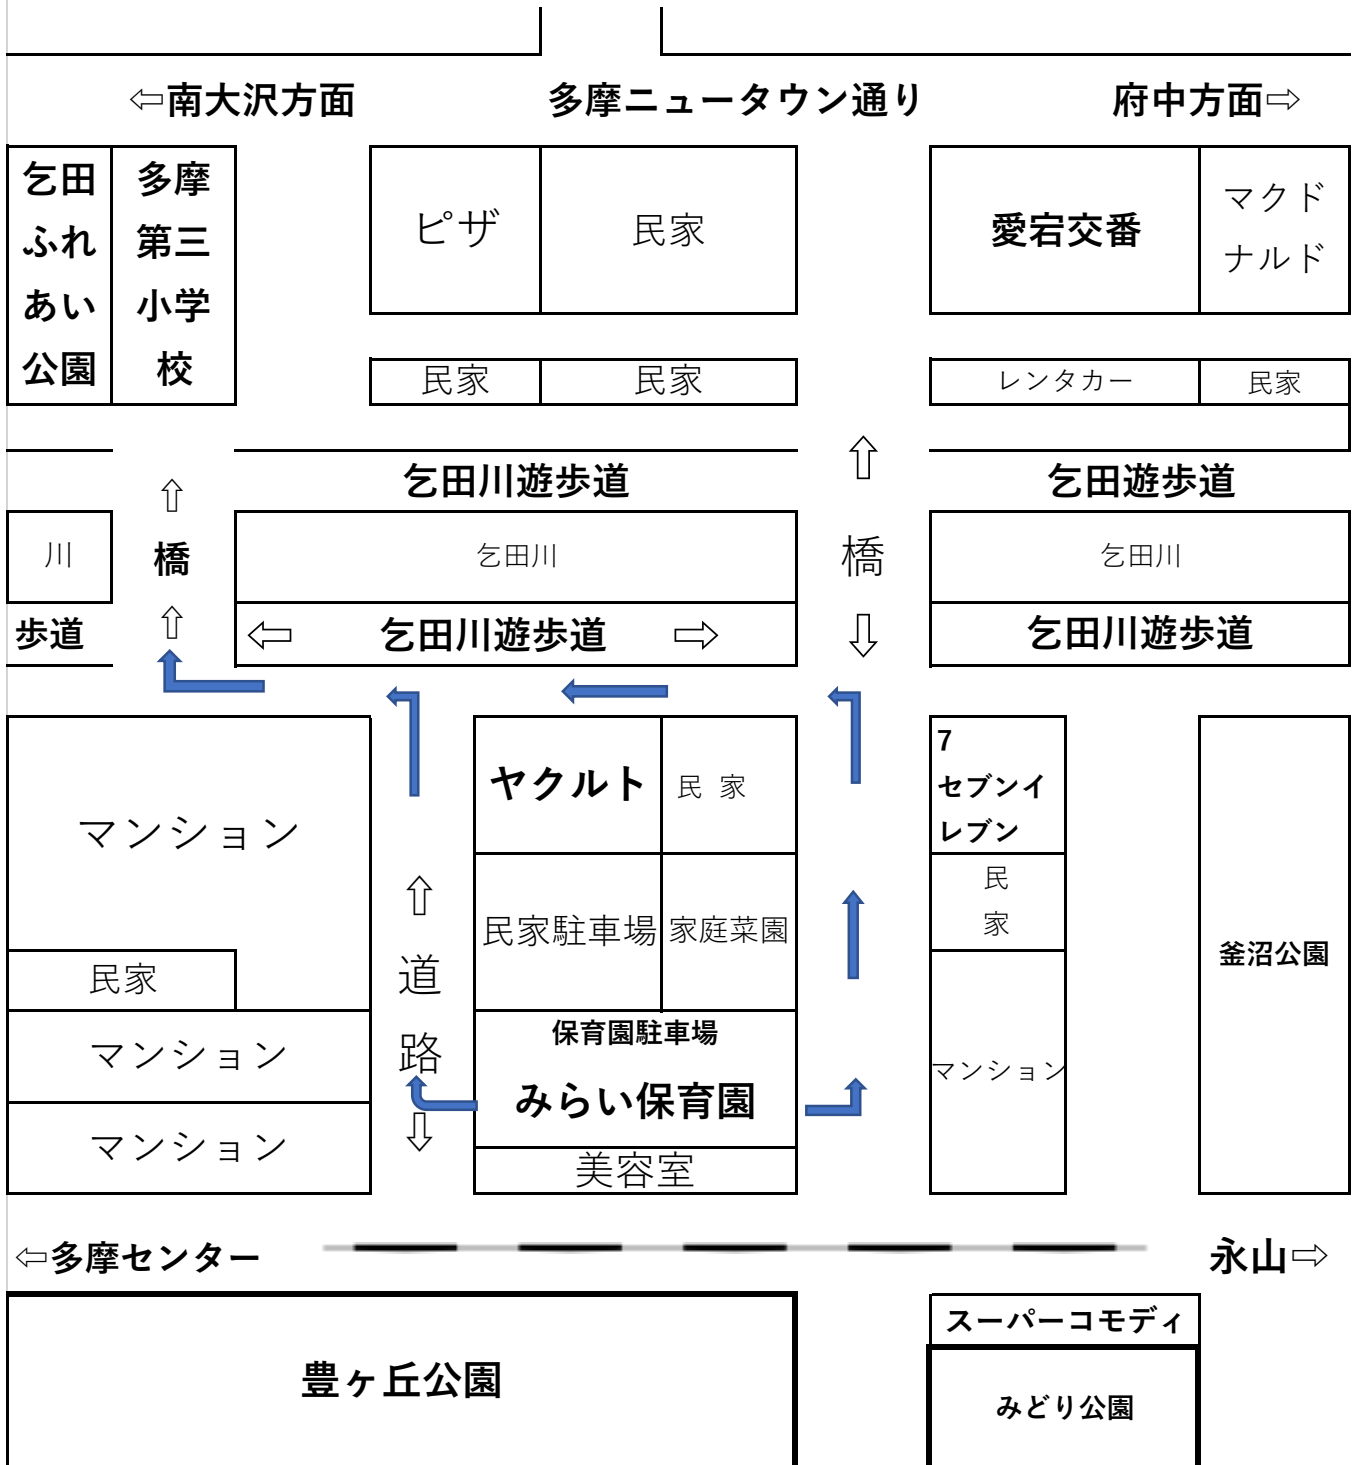 ⇦南大沢方面
多摩ニュータウン通り
府中方面⇨
乞田
ふれ
あい
公園
多摩
第三
小学
校
ピザ
民家
愛宕交番
マクド
ナルド
民家
民家
レンタカー
民家
乞田川遊歩道
乞田遊歩道
⇧
橋
⇧
川
乞田川
⇧
橋
⇩
乞田川
歩道
⇦ 乞田川遊歩道 ⇨
乞田川遊歩道
マンション
ヤクルト
民 家
7
セブンイ
レブン
民家駐車場
家庭菜園
民
家
釜沼公園
民家
⇧
道
路
⇩
マンション
保育園駐車場
みらい保育園
マンション
マンション
美容室
⇦多摩センター
永山⇨
豊ヶ丘公園
スーパーコモディ
みどり公園